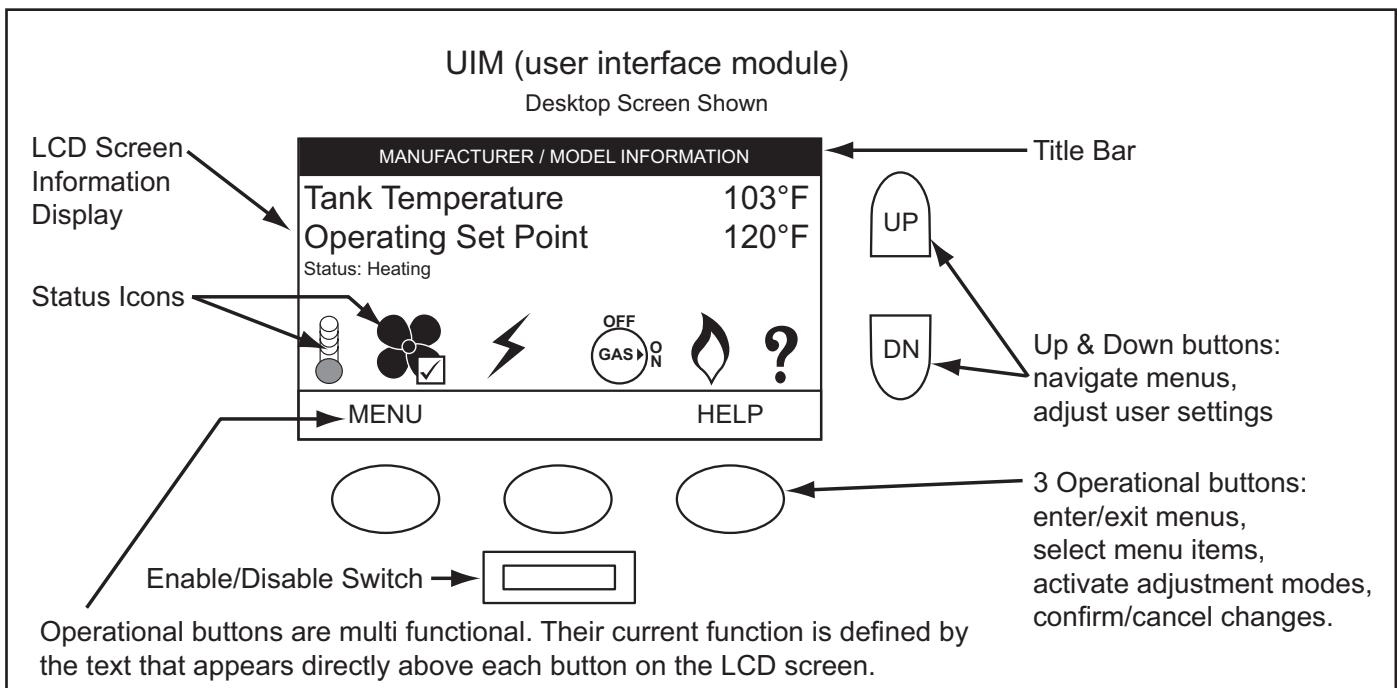 UIM (user interface module)
Desktop Screen Shown
LCD Screen
Information
Display
MANUFACTURER / MODEL INFORMATION
Title Bar
Tank Temperature 103°F
Operating Set Point 120°F
Status: Heating
UP
Status Icons
OFF
GAS
ON
?
DN
Up & Down buttons:
navigate menus,
adjust user settings
MENU HELP
3 Operational buttons:
enter/exit menus,
select menu items,
activate adjustment modes,
confirm/cancel changes.
Enable/Disable Switch
Operational buttons are multi functional. Their current function is defined by
the text that appears directly above each button on the LCD screen.